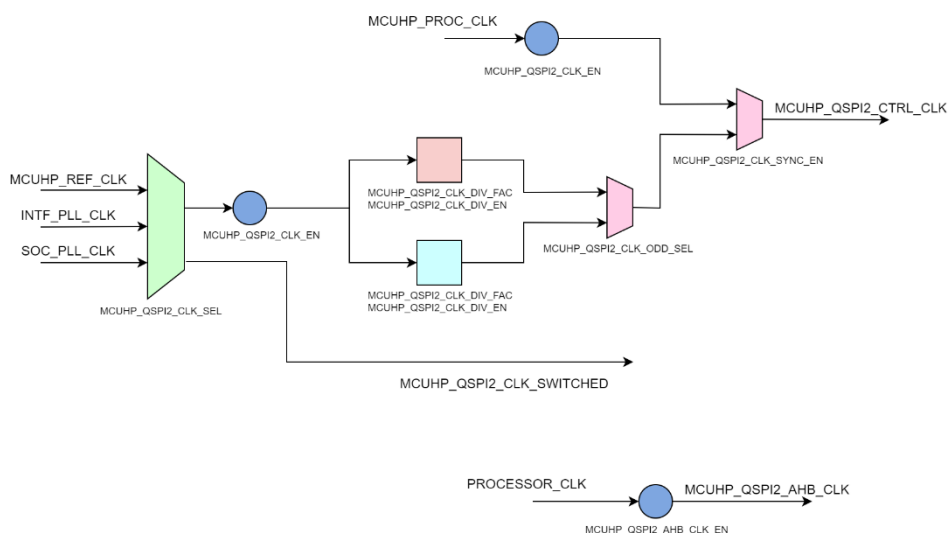 MCUHP_PROC_CLK
MCUHP_QSPI2_CLK_EN
MCUHP_QSPI2_CTRL_CLK
MCUHP_QSPI2_CLK_SYNC_EN
MCUHP_REF_CLK
INTF_PLL_CLK
SOC_PLL_CLK
MCUHP_QSPI2_CLK_SEL
MCUHP_QSPI2_CLK_EN
MCUHP_QSPI2_CLK_DIV_FAC
MCUHP_QSPI2_CLK_DIV_EN
MCUHP_QSPI2_CLK_ODD_SEL
MCUHP_QSPI2_CLK_DIV_FAC
MCUHP_QSPI2_CLK_DIV_EN
MCUHP_QSPI2_CLK_SWITCHED
PROCESSOR_CLK
MCUHP_QSPI2_AHB_CLK
MCUHP_QSPI2_AHB_CLK_EN